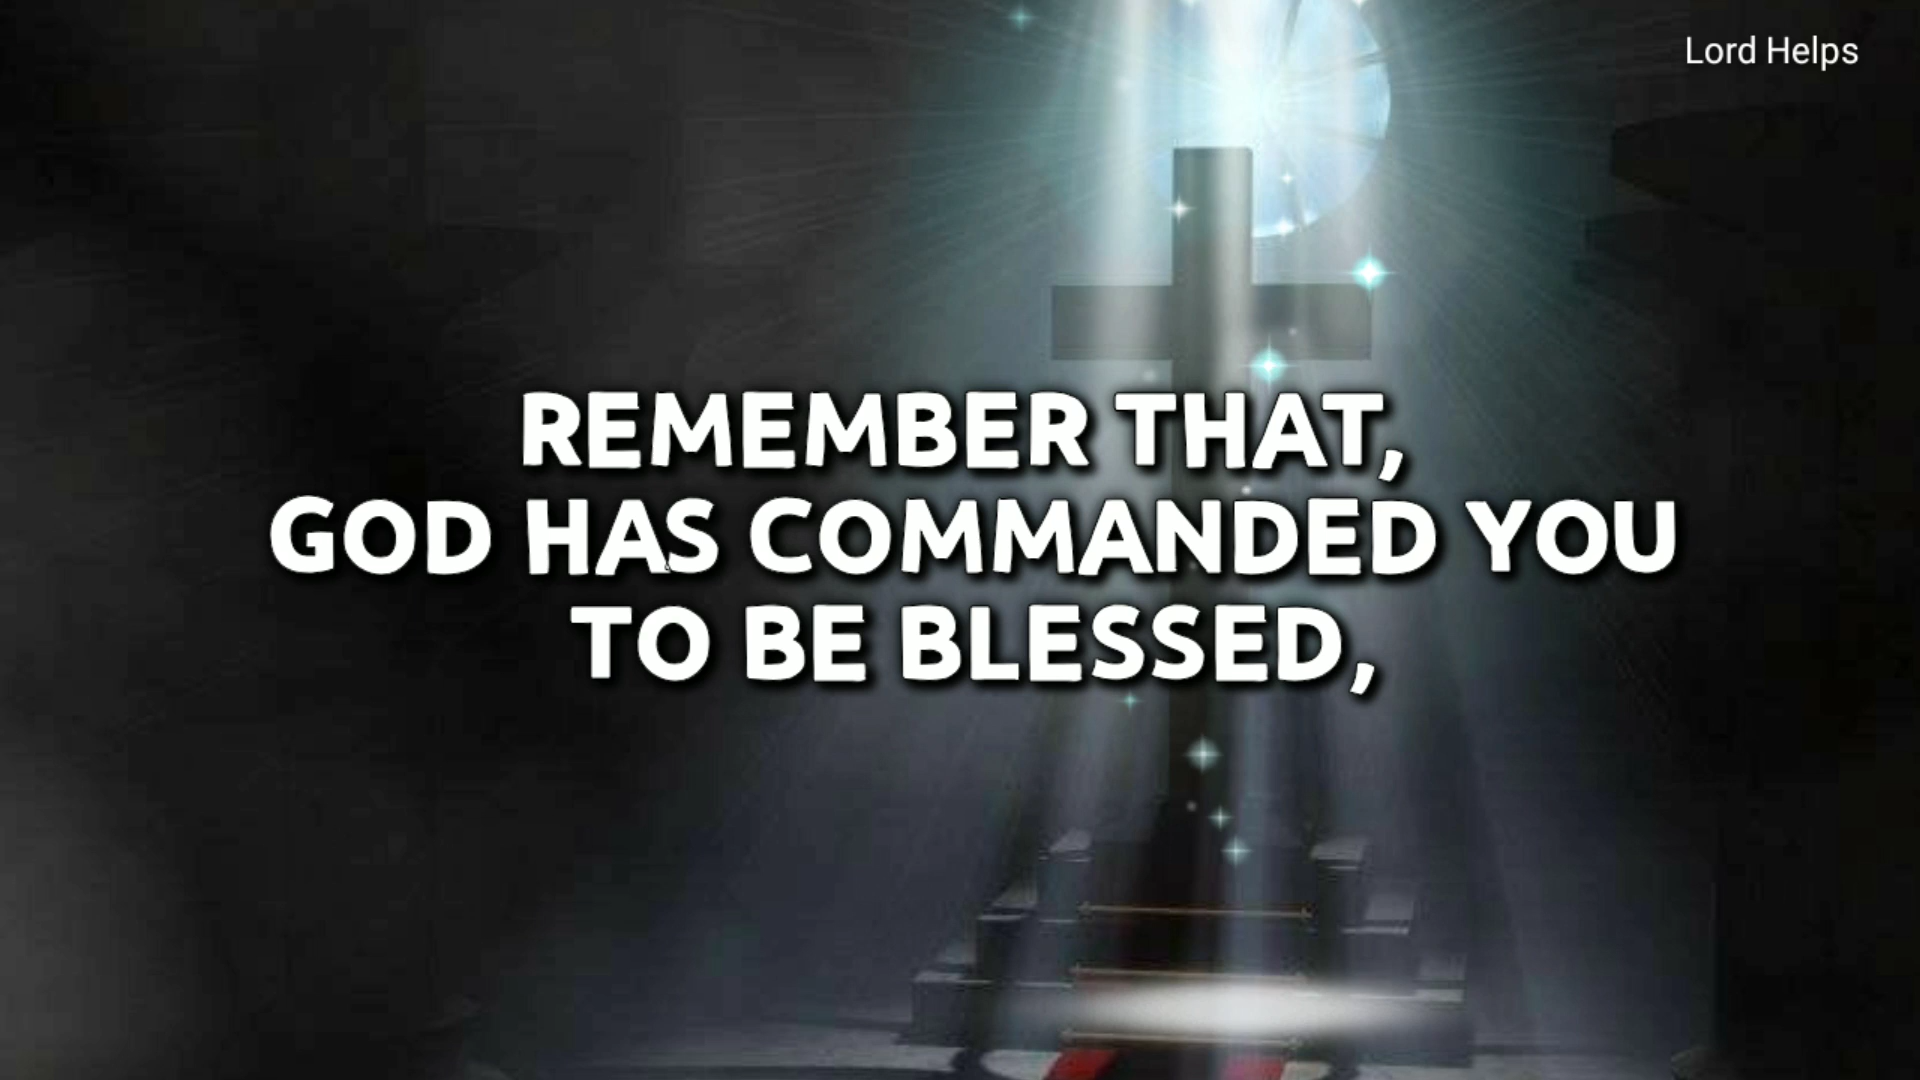 Lord Helps
REMEMBER THAT,
GOD HAS COMMANDED YOU
TO BE BLESSED,